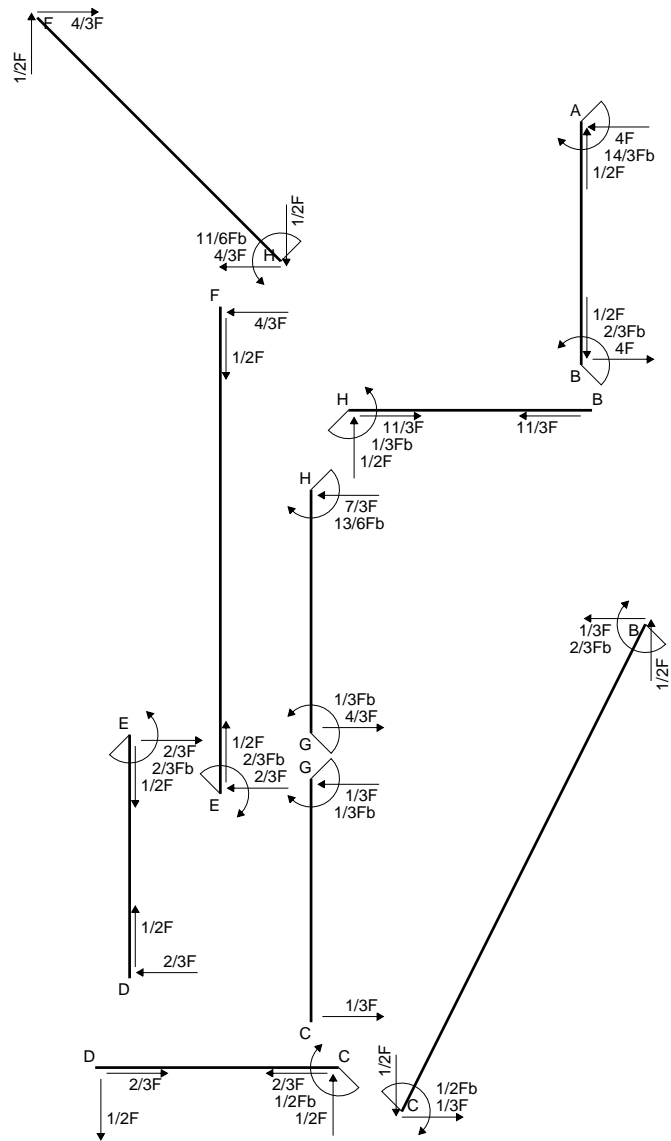 F
4/3F
1/2F
A
4F
14/3Fb
1/2F
1/2F
11/6Fb
4/3F
H
F
4/3F
1/2F
1/2F
2/3Fb
4F
B
H
B
11/3F
11/3F
1/3Fb
1/2F
H
7/3F
13/6Fb
1/3F
2/3Fb
B
1/2F
1/3Fb
4/3F
G
E
2/3F
2/3Fb
1/2F
1/2F
2/3Fb
2/3F
E
G
1/3F
1/3Fb
1/2F
2/3F
D
1/3F
C
D
C
2/3F
2/3F
1/2Fb
1/2F
1/2F
1/2F
1/2Fb
1/3F
C